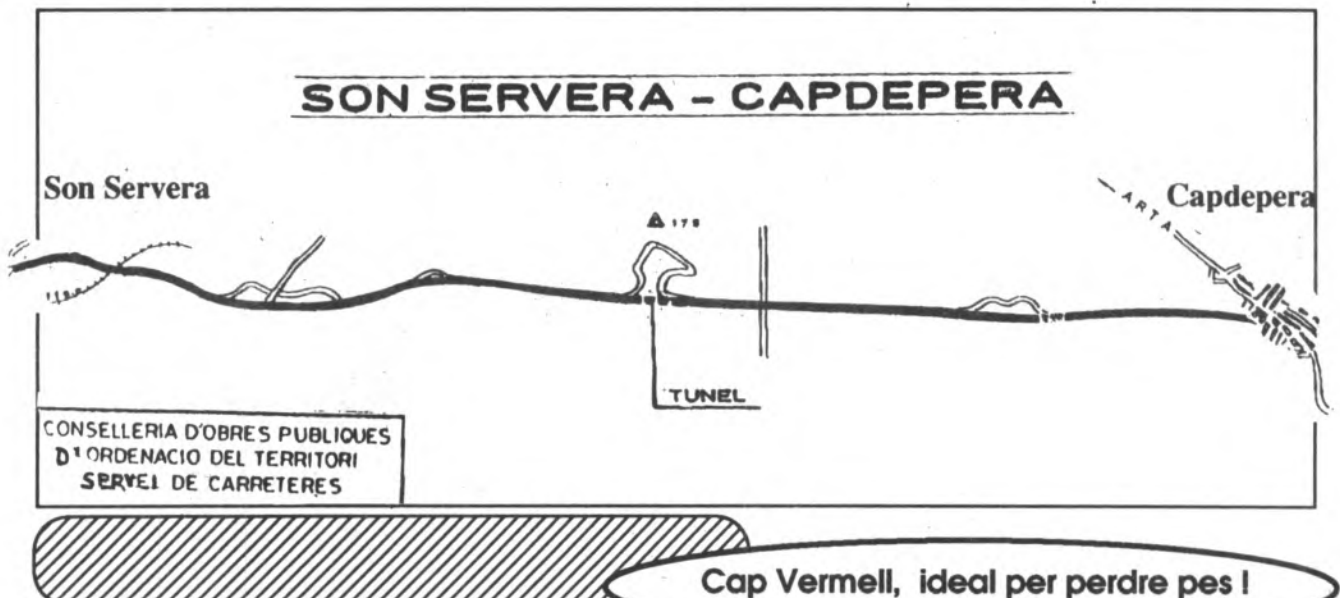 SON SERVERA - CAPDEPERA
Son Servera
Capdepera
ARTA
179
TUNEL
CONSELLERIA D'OBRES PUBLIQUES
D'ORDENACIO DEL TERRITORI
SERVEI DE CARRETERES
Cap Vermell, ideal per perdre pes !